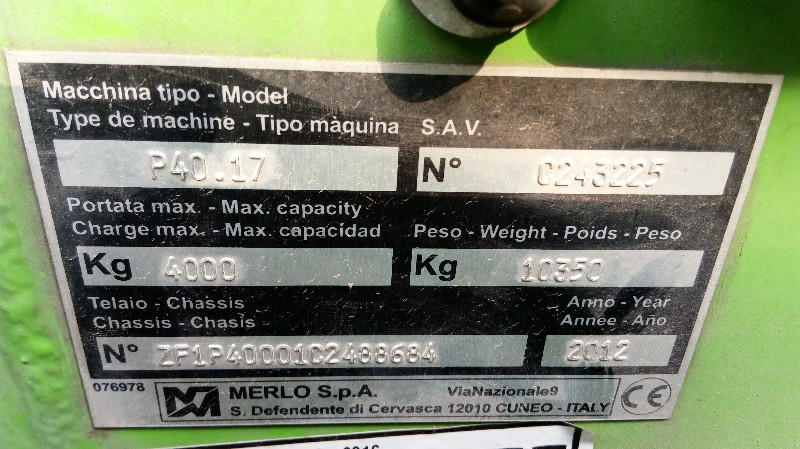 Macchina tipo - Model
Type de machine - Tipo màquina S.A.V.
P40.17 N° C243225
Portata max. - Max. capacity
Charge max. - Max. capacidad Peso - Weight - Poids - Peso
Kg 4000 Kg 10350
Telaio - Chassis Anno - Year
Chassis - Chasis Année - Año
N° ZF1P40001C2488684 2012
076978 MERLO S.p.A. ViaNazionale9
S. Defendente di Cervasca 12010 CUNEO - ITALY CE